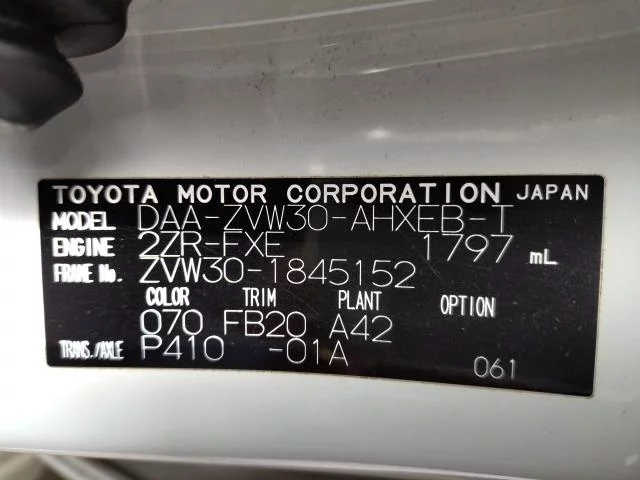 TOYOTA MOTOR CORPORATION JAPAN
MODEL DAA-ZVW30-AHXEB-T
ENGINE 2ZR-FXE 1797 mL
FRAME No. ZVW30-1845152
COLOR TRIM PLANT OPTION
070 FB20 A42
TRANS./AXLE P410 -01A
061